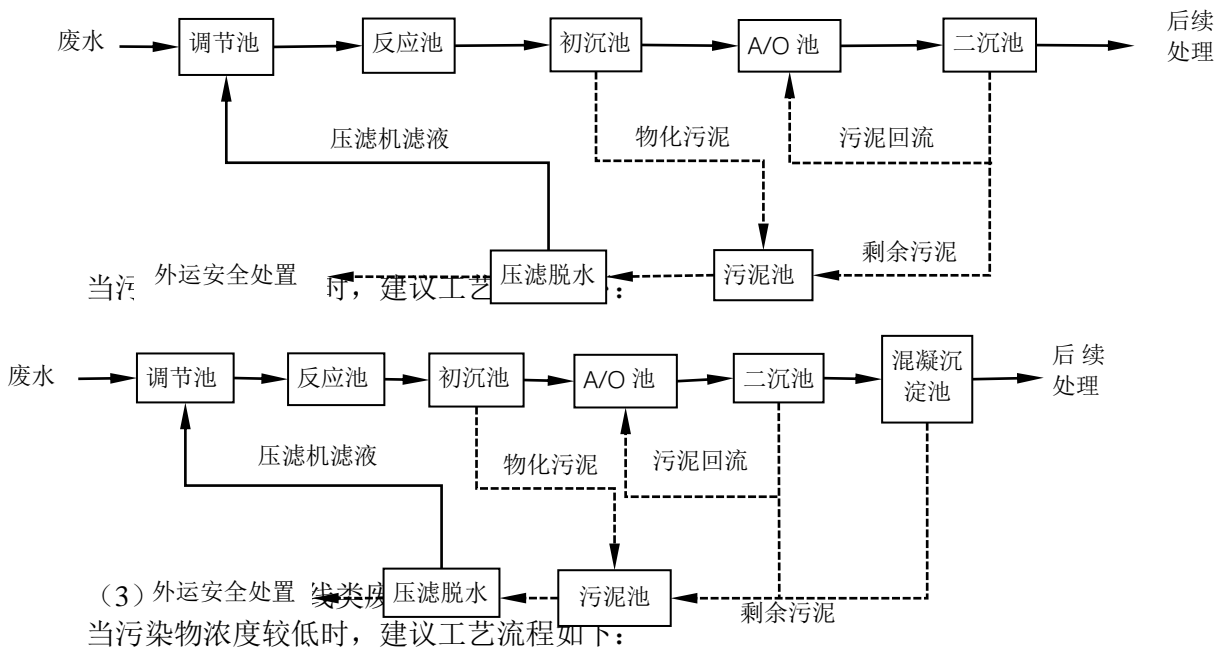 废水
调节池
反应池
初沉池
A/O 池
二沉池
后续
处理
压滤机滤液
物化污泥
污泥回流
剩余污泥
外运安全处置
压滤脱水
污泥池
当 时，建议工艺 ：
废水
调节池
反应池
初沉池
A/O 池
二沉池
混凝沉
淀池
后 续
处理
压滤机滤液
物化污泥
污泥回流
（3） 线类
外运安全处置
压滤脱水
污泥池
剩余污泥
当污染物浓度较低时，建议工艺流程如下：